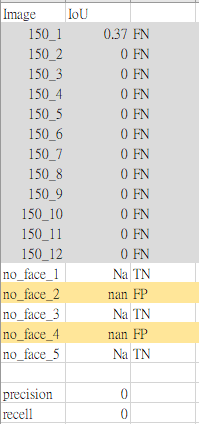 Image IoU
150_1 0.37 FN
150_2 0 FN
150_3 0 FN
150_4 0 FN
150_5 0 FN
150_6 0 FN
150_7 0 FN
150_8 0 FN
150_9 0 FN
150_10 0 FN
150_11 0 FN
150_12 0 FN
no_face_1 Na TN
no_face_2 nan FP
no_face_3 Na TN
no_face_4 nan FP
no_face_5 Na TN
precision 0
recell 0